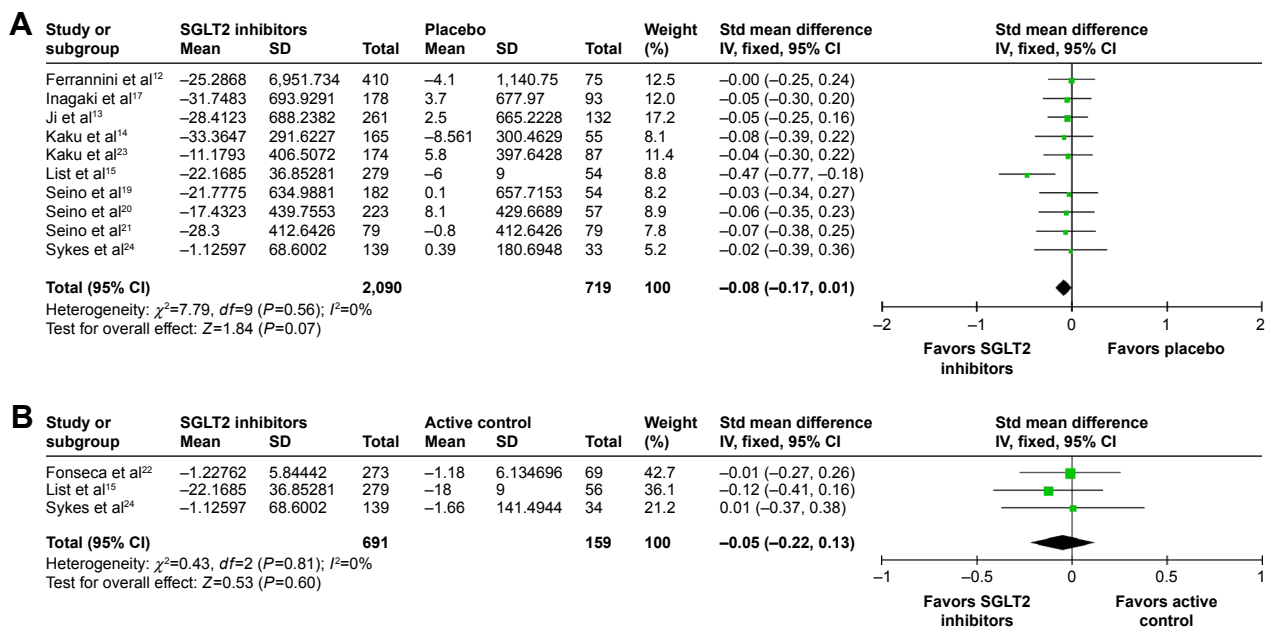 A
Study or SGLT2 inhibitors Placebo Weight Std mean difference Std mean difference
subgroup Mean SD Total Mean SD Total (%) IV, fixed, 95% CI IV, fixed, 95% CI
Ferrannini et al¹² –25.2868 6,951.734 410 –4.1 1,140.75 75 12.5 –0.00 (–0.25, 0.24)
Inagaki et al¹⁷ –31.7483 693.9291 178 3.7 677.97 93 12.0 –0.05 (–0.30, 0.20)
Ji et al¹³ –28.4123 688.2382 261 2.5 665.2228 132 17.2 –0.05 (–0.25, 0.16)
Kaku et al¹⁴ –33.3647 291.6227 165 –8.561 300.4629 55 8.1 –0.08 (–0.39, 0.22)
Kaku et al²³ –11.1793 406.5072 174 5.8 397.6428 87 11.4 –0.04 (–0.30, 0.22)
List et al¹⁵ –22.1685 36.85281 279 –6 9 54 8.8 –0.47 (–0.77, –0.18)
Seino et al¹⁹ –21.7775 634.9881 182 0.1 657.7153 54 8.2 –0.03 (–0.34, 0.27)
Seino et al²⁰ –17.4323 439.7553 223 8.1 429.6689 57 8.9 –0.06 (–0.35, 0.23)
Seino et al²¹ –28.3 412.6426 79 –0.8 412.6426 79 7.8 –0.07 (–0.38, 0.25)
Sykes et al²⁴ –1.12597 68.6002 139 0.39 180.6948 33 5.2 –0.02 (–0.39, 0.36)
Total (95% CI) 2,090 719 100 –0.08 (–0.17, 0.01)
Heterogeneity: χ²=7.79, df=9 (P=0.56); I²=0%
Test for overall effect: Z=1.84 (P=0.07)
–2 –1 0 1 2
Favors SGLT2 Favors placebo
inhibitors
B
Study or SGLT2 inhibitors Active control Weight Std mean difference Std mean difference
subgroup Mean SD Total Mean SD Total (%) IV, fixed, 95% CI IV, fixed, 95% CI
Fonseca et al²² –1.22762 5.84442 273 –1.18 6.134696 69 42.7 –0.01 (–0.27, 0.26)
List et al¹⁵ –22.1685 36.85281 279 –18 9 56 36.1 –0.12 (–0.41, 0.16)
Sykes et al²⁴ –1.12597 68.6002 139 –1.66 141.4944 34 21.2 0.01 (–0.37, 0.38)
Total (95% CI) 691 159 100 –0.05 (–0.22, 0.13)
Heterogeneity: χ²=0.43, df=2 (P=0.81); I²=0%
Test for overall effect: Z=0.53 (P=0.60)
–1 –0.5 0 0.5 1
Favors SGLT2 Favors active
inhibitors control